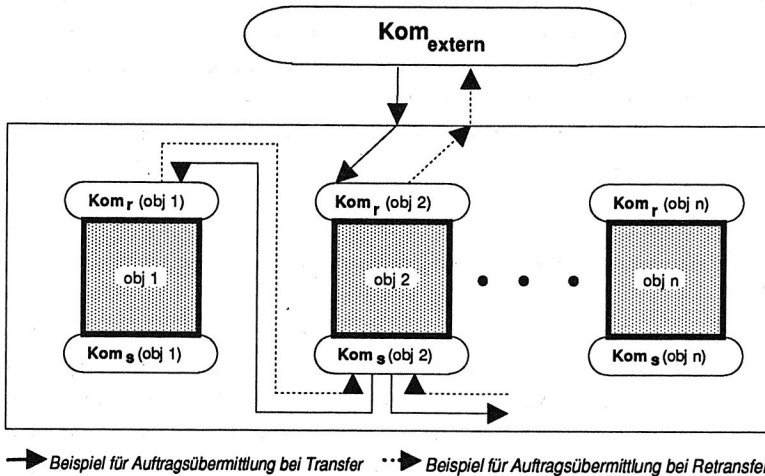 Kom extern
Kom r (obj 1)
Kom r (obj 2)
Kom r (obj n)
obj 1
obj 2
obj n
Kom s (obj 1)
Kom s (obj 2)
Kom s (obj n)
Beispiel für Auftragsübermittlung bei Transfer
Beispiel für Auftragsübermittlung bei Retransfer